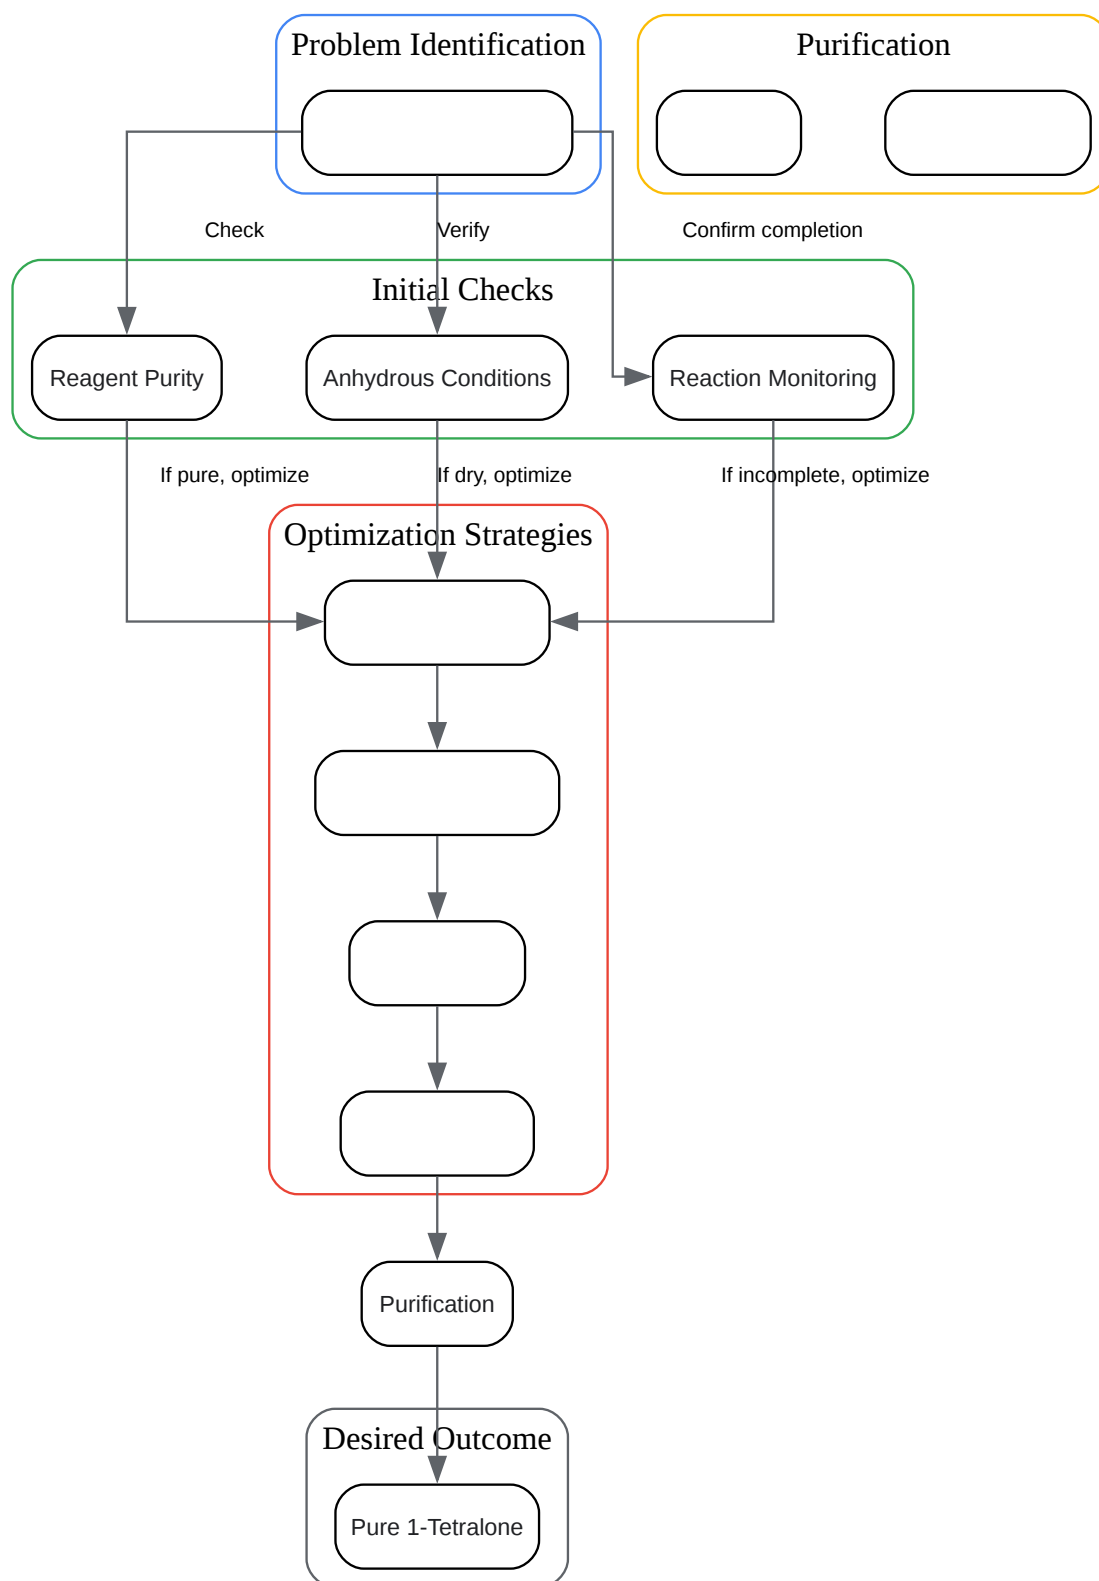 Problem Identification
Purification
Check
Verify
Confirm completion
Initial Checks
Reagent Purity
Anhydrous Conditions
Reaction Monitoring
If pure, optimize
If dry, optimize
If incomplete, optimize
Optimization Strategies
Purification
Desired Outcome
Pure 1-Tetralone